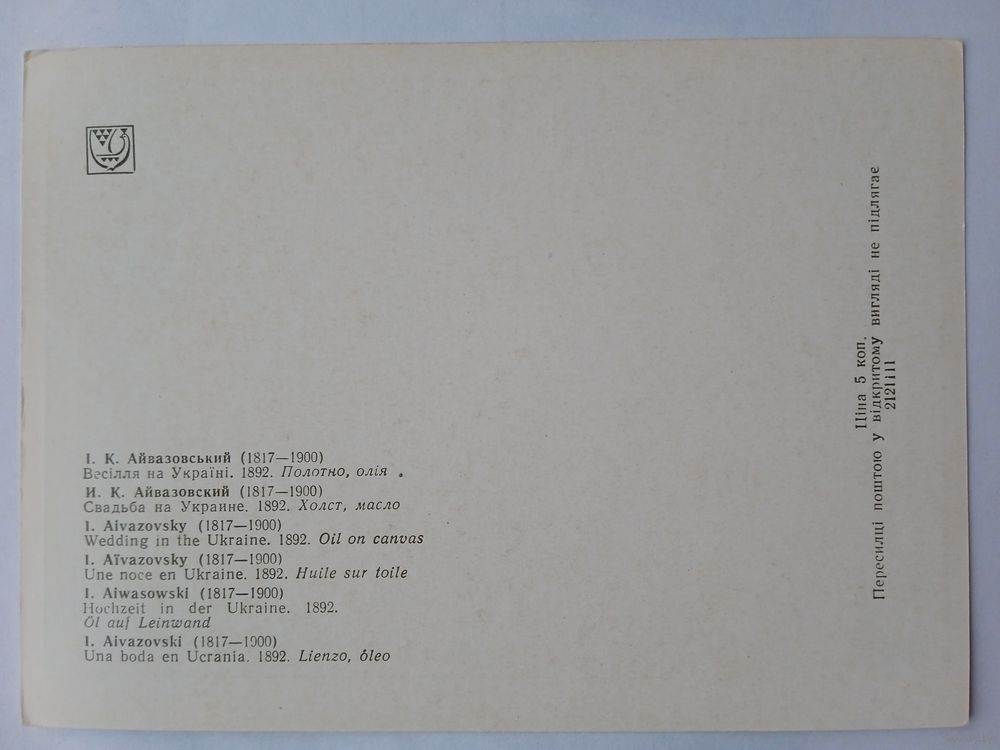 І. К. Айвазовський (1817—1900)
Весілля на Україні. 1892. Полотно, олія .
И. К. Айвазовский (1817—1900)
Свадьба на Украине. 1892. Холст, масло
I. Aivazovsky (1817—1900)
Wedding in the Ukraine. 1892. Oil on canvas
I. Aïvazovsky (1817—1900)
Une noce en Ukraine. 1892. Huile sur toile
I. Aiwasowski (1817—1900)
Hochzeit in der Ukraine. 1892.
Öl auf Leinwand
I. Aivazovski (1817—1900)
Una boda en Ucrania. 1892. Lienzo, óleo
Ціна 5 коп.
Пересилці поштою у відкритому вигляді не підлягає
2121111